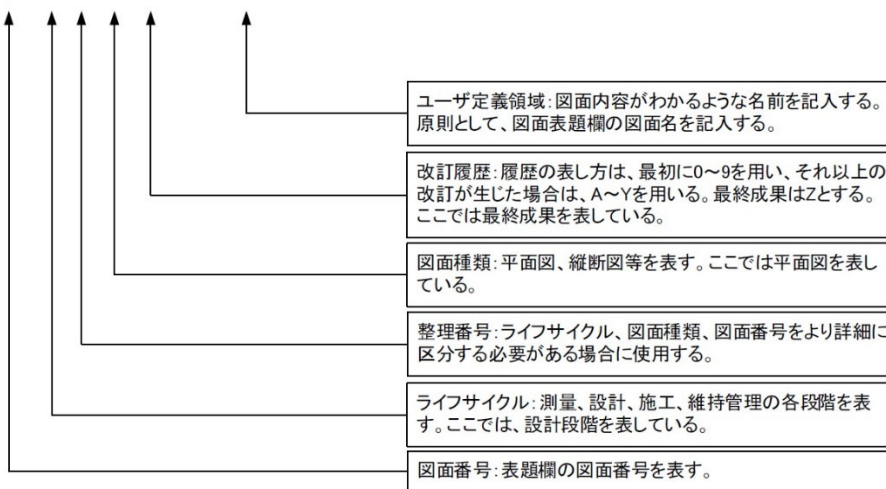 ユーザ定義領域:図面内容がわかるような名前を記入する。
原則として、図面表題欄の図面名を記入する。
改訂履歴:履歴の表し方は、最初に0～9を用い、それ以上の
改訂が生じた場合は、A～Yを用いる。最終成果はZとする。
ここでは最終成果を表している。
図面種類:平面図、縦断図等を表す。ここでは平面図を表し
ている。
整理番号:ライフサイクル、図面種類、図面番号をより詳細に
区分する必要がある場合に使用する。
ライフサイクル:測量、設計、施工、維持管理の各段階を表
す。ここでは、設計段階を表している。
図面番号:表題欄の図面番号を表す。